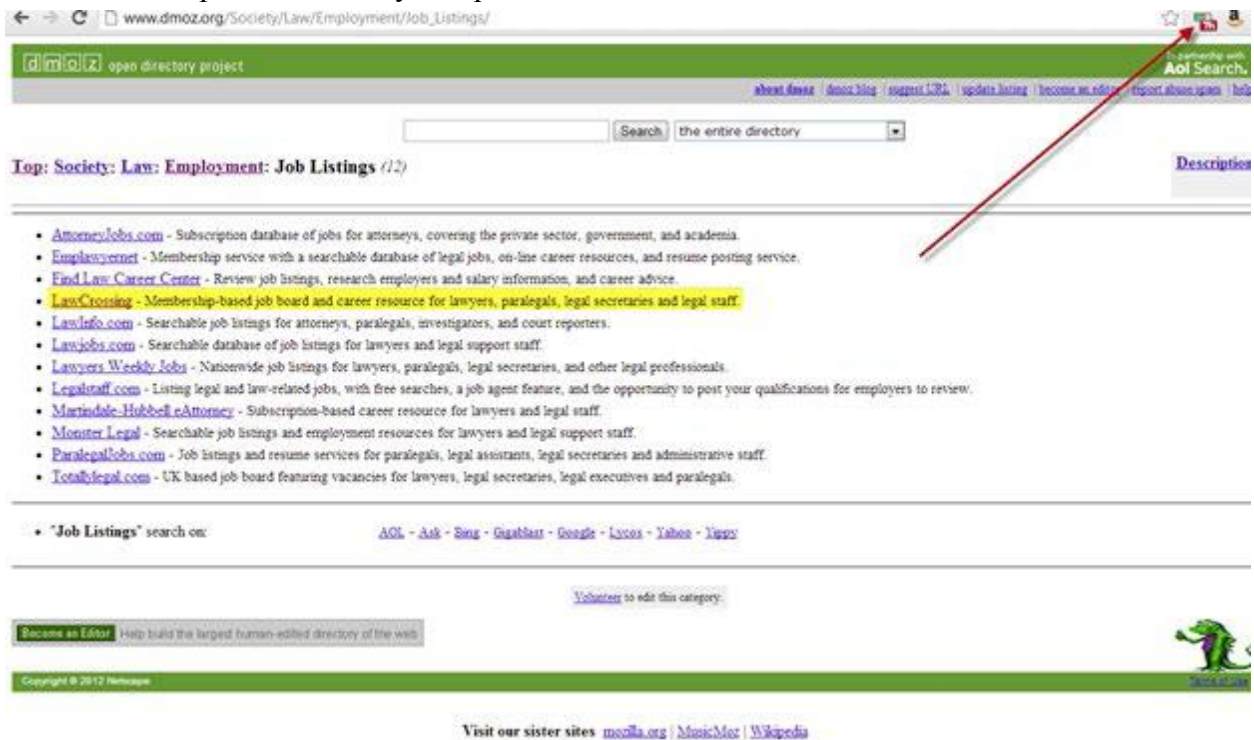 www.dmoz.org/Society/Law/Employment/Job_Listings/
dmoz open directory project
In partnership with
Aol Search.
about dmoz | dmoz blog | suggest URL | update listing | become an editor | report abuse/spam | help
Search the entire directory
Top: Society: Law: Employment: Job Listings (12)
Description
AttorneyJobs.com - Subscription database of jobs for attorneys, covering the private sector, government, and academia.
Emplawyernet - Membership service with a searchable database of legal jobs, on-line career resources, and resume posting service.
Find Law Career Center - Review job listings, research employers and salary information, and career advice.
LawCrossing - Membership-based job board and career resource for lawyers, paralegals, legal secretaries and legal staff.
LawInfo.com - Searchable job listings for attorneys, paralegals, investigators, and court reporters.
Lawjobs.com - Searchable database of job listings for lawyers and legal support staff.
Lawyers Weekly Jobs - Nationwide job listings for lawyers, paralegals, legal secretaries, and other legal professionals.
Legalstaff.com - Listing legal and law-related jobs, with free searches, a job agent feature, and the opportunity to post your qualifications for employers to review.
Martindale-Hubbell eAttorney - Subscription-based career resource for lawyers and legal staff.
Monster Legal - Searchable job listings and employment resources for lawyers and legal support staff.
ParalegalJobs.com - Job listings and resume services for paralegals, legal assistants, legal secretaries and administrative staff.
Totallylegal.com - UK based job board featuring vacancies for lawyers, legal secretaries, legal executives and paralegals.
"Job Listings" search on: AOL - Ask - Bing - Gigablast - Google - Lycos - Yahoo - Yippy
Volunteer to edit this category.
Become an Editor Help build the largest human-edited directory of the web
Copyright © 2012 Netscape
Terms of Use
Visit our sister sites mozilla.org | MusicMoz | Wikipedia